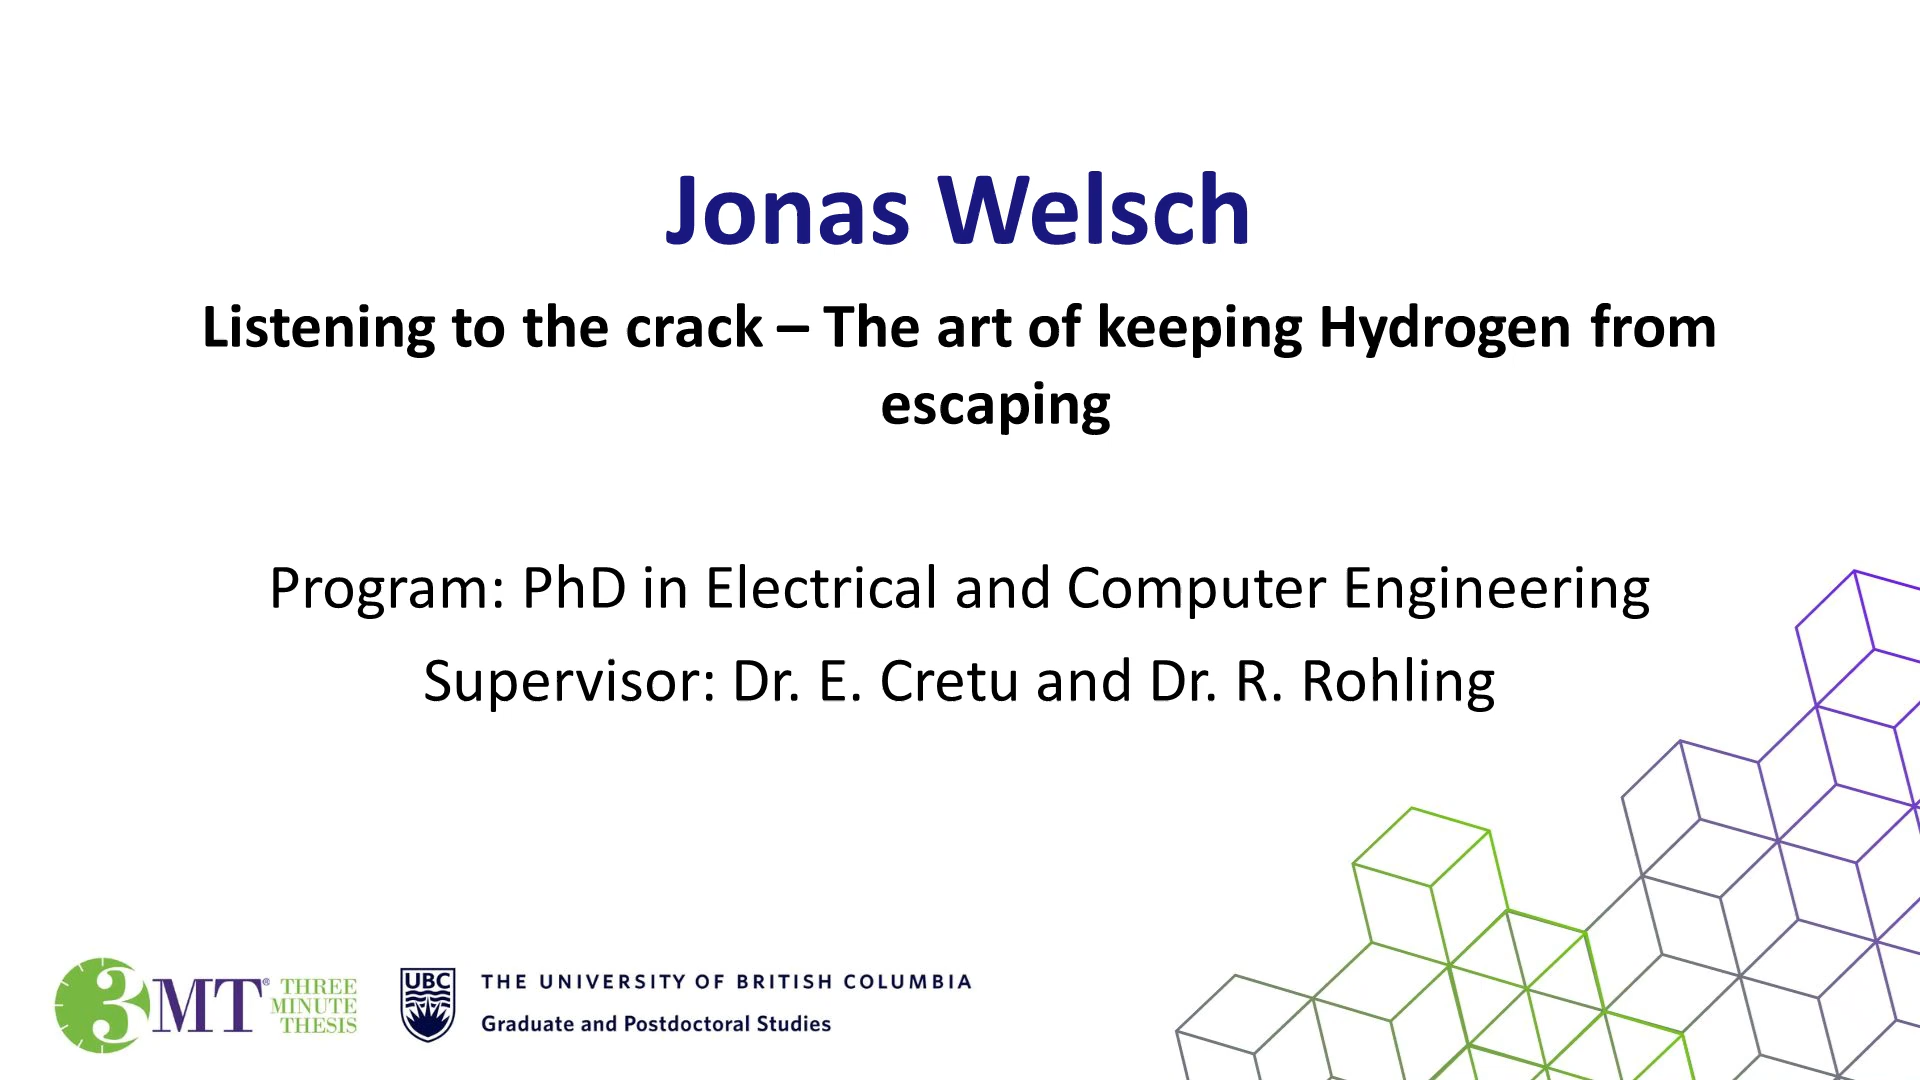 Jonas Welsch
Listening to the crack – The art of keeping Hydrogen from
escaping
Program: PhD in Electrical and Computer Engineering
Supervisor: Dr. E. Cretu and Dr. R. Rohling
3MT® THREE
MINUTE
THESIS
UBC
THE UNIVERSITY OF BRITISH COLUMBIA
Graduate and Postdoctoral Studies